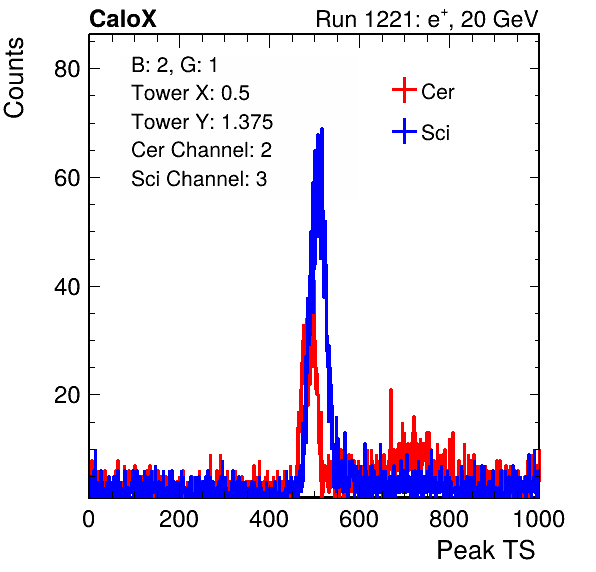 CaloX Run 1221: e+, 20 GeV
Counts
B: 2, G: 1
Tower X: 0.5
Tower Y: 1.375
Cer Channel: 2
Sci Channel: 3
Cer
Sci
80
60
40
20
0 200 400 600 800 1000
Peak TS